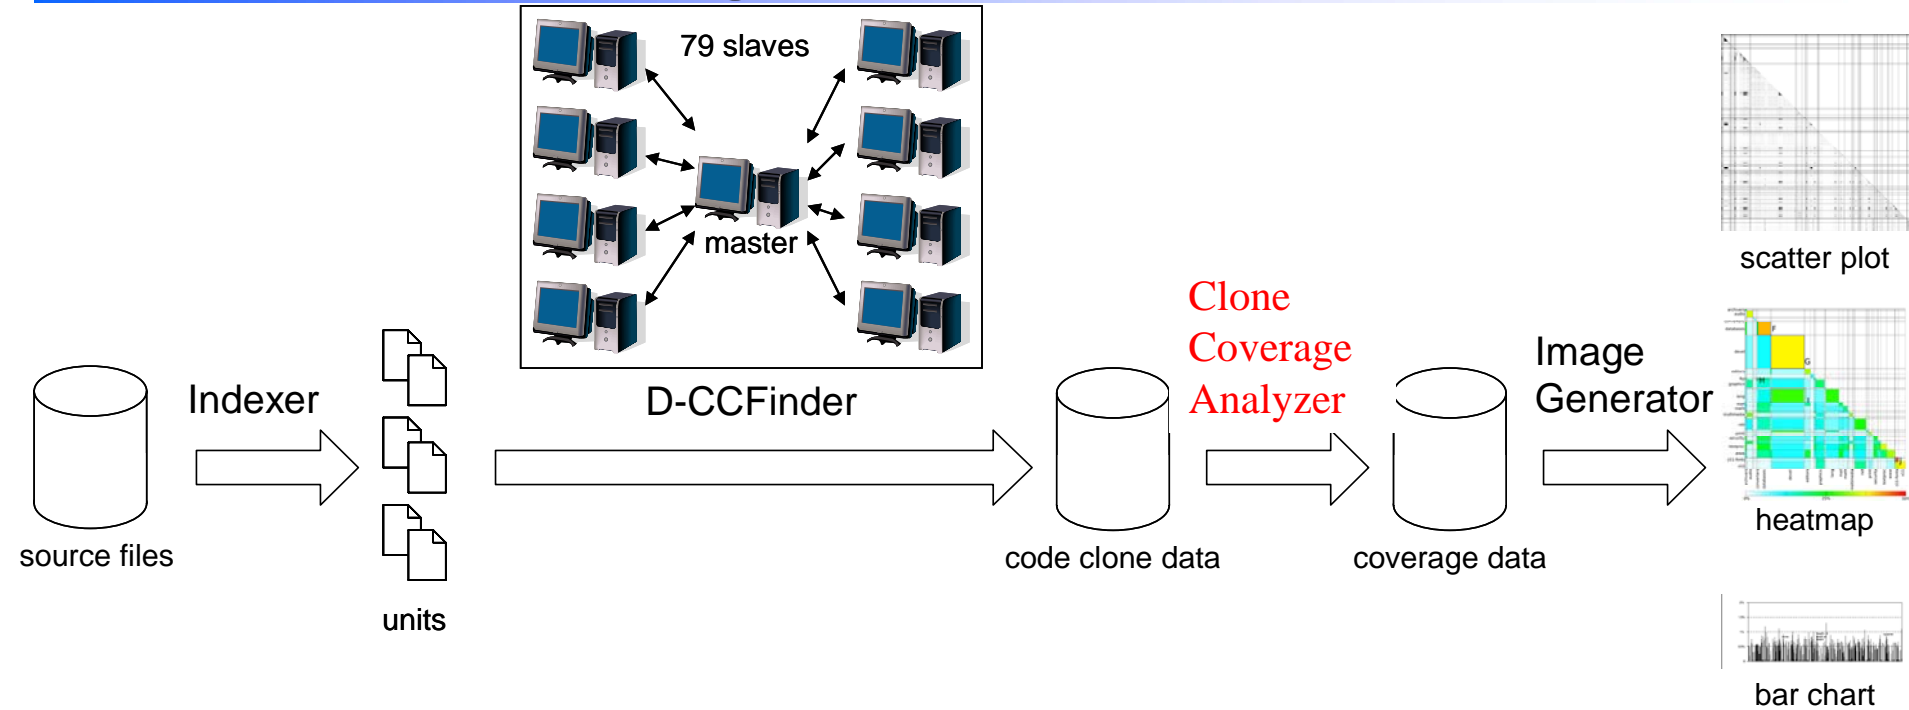 79 slaves
master
scatter plot
Clone
Coverage
Analyzer
Image
Generator
Indexer
D-CCFinder
F
G
H
source files
units
code clone data
coverage data
heatmap
bar chart